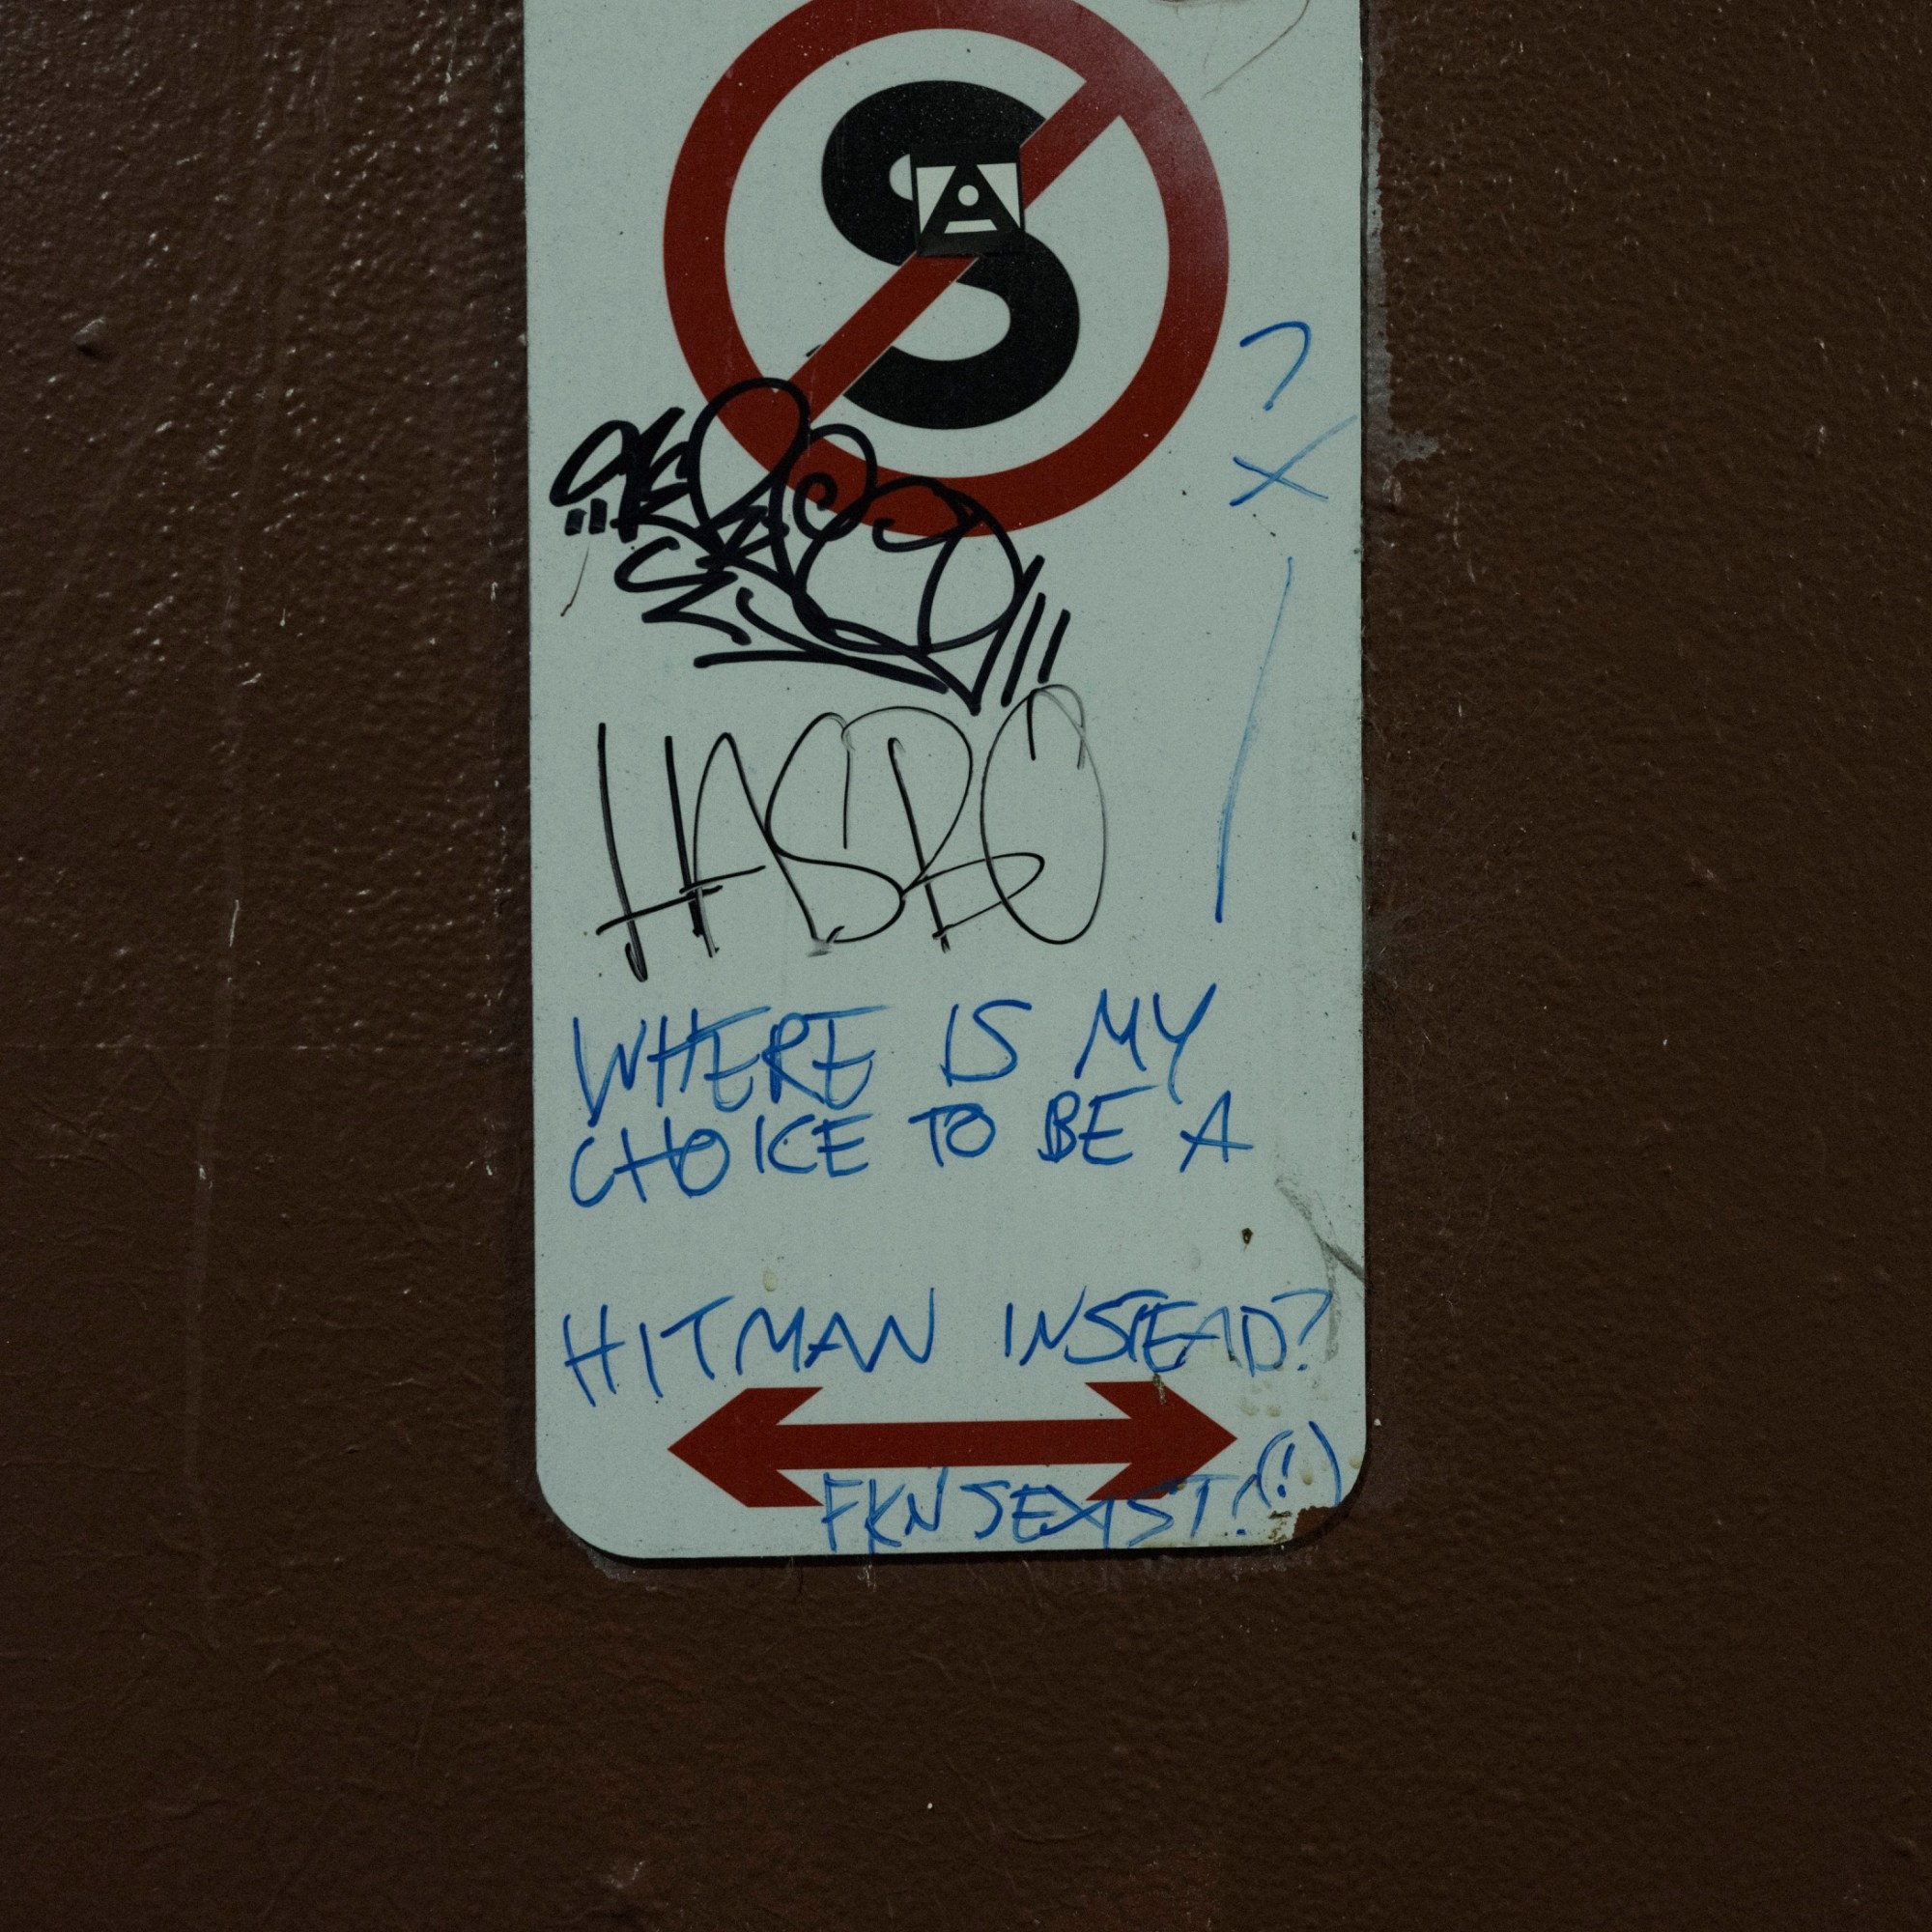 S
HASBO
WHERE IS MY
CHOICE TO BE A
HITMAN INSTEAD?
FKN SEXIST?(!)